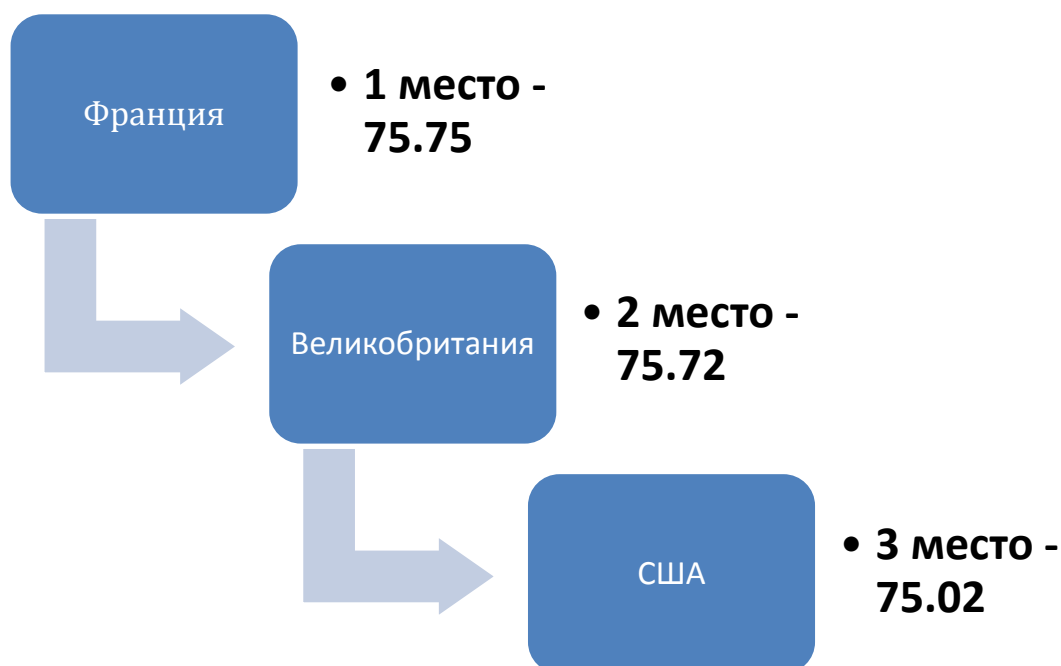 Франция
• 1 место -
75.75
Великобритания
• 2 место -
75.72
США
• 3 место -
75.02